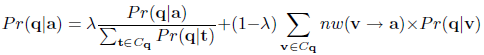 Pr(q|a) = λ Pr(q|a) / ∑_{t∈C_q} Pr(q|t) + (1−λ) ∑_{v∈C_q} nw(v → a) × Pr(q|v)